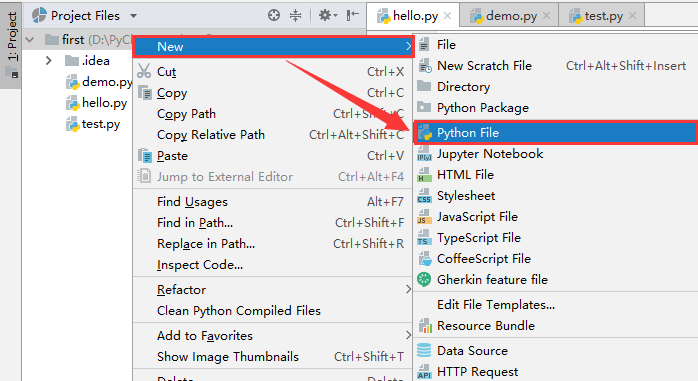 1: Project
Project Files
hello.py
demo.py
test.py
first (D:\PyC
.idea
demo.py
hello.py
test.py
New
Cut Ctrl+X
Copy Ctrl+C
Copy Path Ctrl+Shift+C
Copy Relative Path Ctrl+Alt+Shift+C
Paste Ctrl+V
Jump to External Editor Ctrl+Alt+F4
Find Usages Alt+F7
Find in Path... Ctrl+Shift+F
Replace in Path... Ctrl+Shift+R
Inspect Code...
Refactor
Clean Python Compiled Files
Add to Favorites
Show Image Thumbnails Ctrl+Shift+T
Delete
File
New Scratch File Ctrl+Alt+Shift+Insert
Directory
Python Package
Python File
Jupyter Notebook
HTML File
Stylesheet
JavaScript File
TypeScript File
CoffeeScript File
Gherkin feature file
Edit File Templates...
Resource Bundle
Data Source
HTTP Request